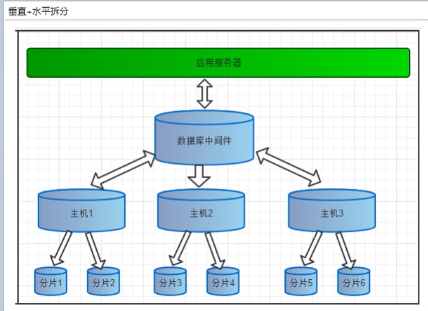 垂直+水平拆分
应用服务器
数据库中间件
主机1
主机2
主机3
分片1
分片2
分片3
分片4
分片5
分片6